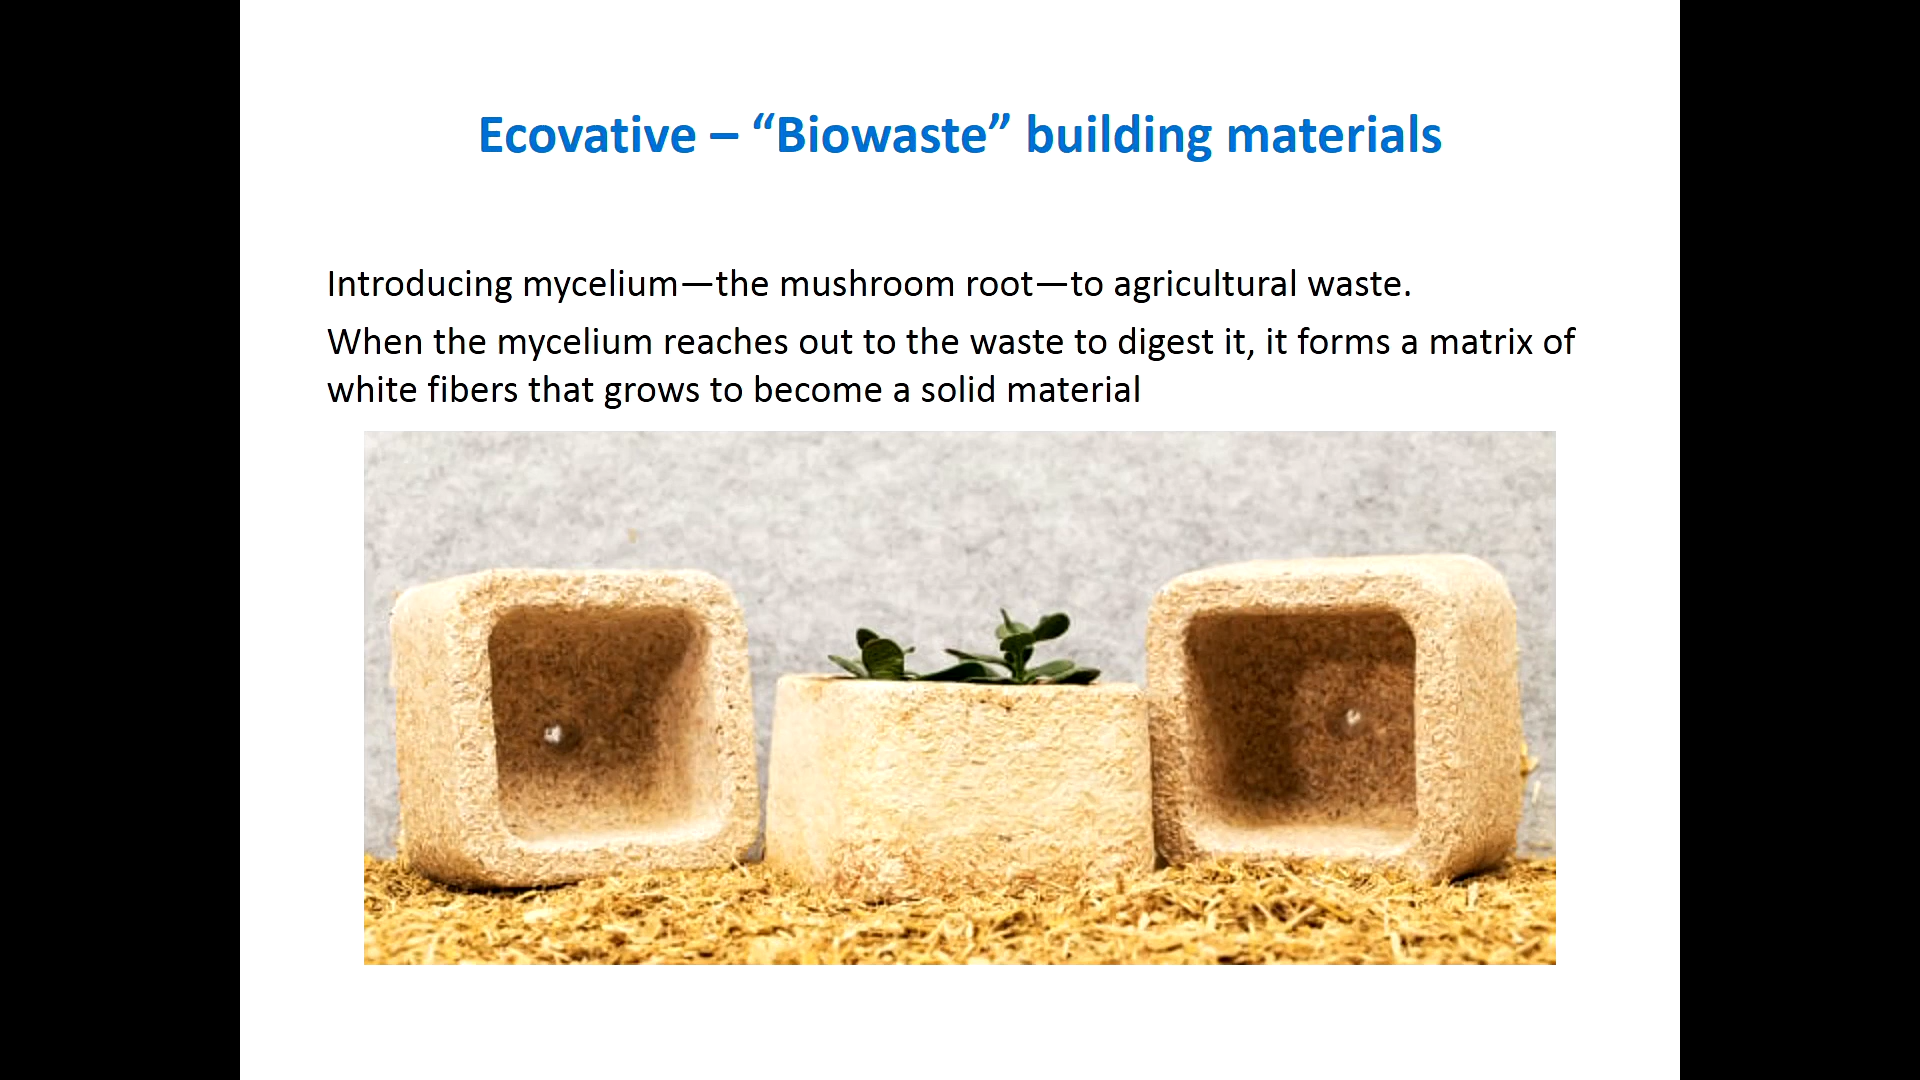 Ecovative – “Biowaste” building materials
Introducing mycelium—the mushroom root—to agricultural waste.
When the mycelium reaches out to the waste to digest it, it forms a matrix of
white fibers that grows to become a solid material